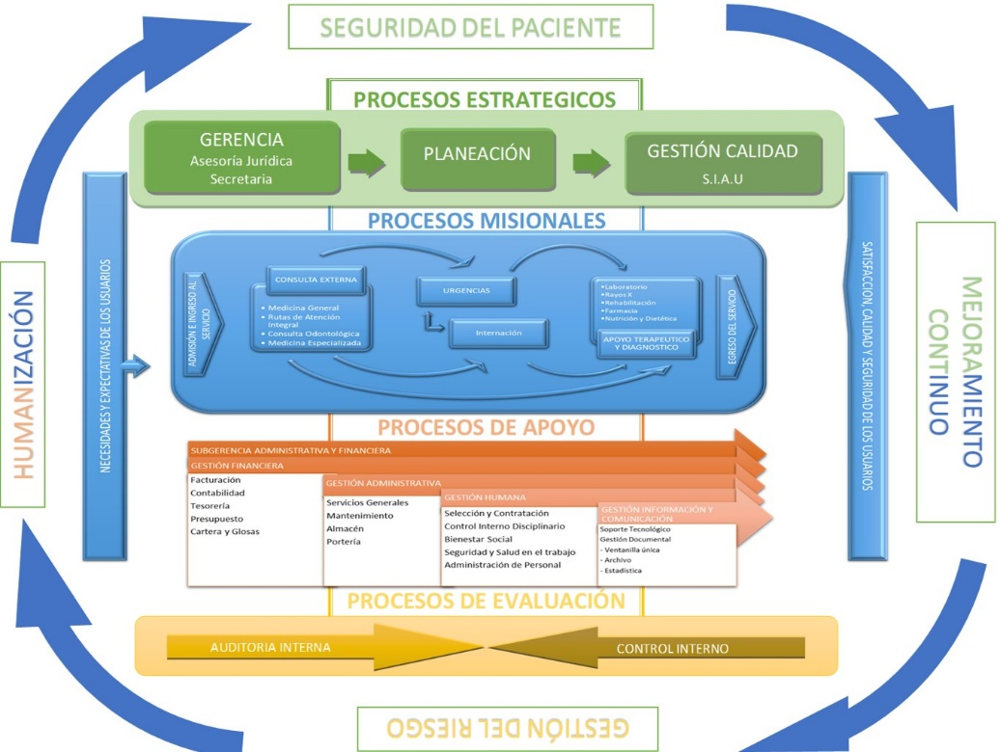 SEGURIDAD DEL PACIENTE
PROCESOS ESTRATEGICOS
GERENCIA
Asesoría Jurídica
Secretaria
PLANEACIÓN
GESTIÓN CALIDAD
S.I.A.U
NECESIDADES Y EXPECTATIVAS DE LOS USUARIOS
HUMANIZACIÓN
PROCESOS MISIONALES
ADMISIÓN E INGRESO AL
SERVICIO
CONSULTA EXTERNA
• Medicina General
• Rutas de Atención
Integral
• Consulta Odontológica
• Medicina Especializada
URGENCIAS
Internación
•Laboratorio
•Rayos X
•Rehabilitación
•Farmacia
•Nutrición y Dietética
APOYO TERAPEUTICO
Y DIAGNOSTICO
EGRESO DEL SERVICIO
SATISFACCION, CALIDAD Y SEGURIDAD DE LOS USUARIOS
MEJORAMIENTO
CONTINUO
PROCESOS DE APOYO
SUBGERENCIA ADMINISTRATIVA Y FINANCIERA
GESTIÓN FINANCIERA
Facturación
Contabilidad
Tesorería
Presupuesto
Cartera y Glosas
GESTIÓN ADMINISTRATIVA
Servicios Generales
Mantenimiento
Almacén
Portería
GESTIÓN HUMANA
Selección y Contratación
Control Interno Disciplinario
Bienestar Social
Seguridad y Salud en el trabajo
Administración de Personal
GESTIÓN INFORMACIÓN Y
COMUNICACIÓN
Soporte Tecnológico
Gestión Documental
- Ventanilla única
- Archivo
- Estadística
PROCESOS DE EVALUACIÓN
AUDITORIA INTERNA
CONTROL INTERNO
GESTIÓN DEL RIESGO